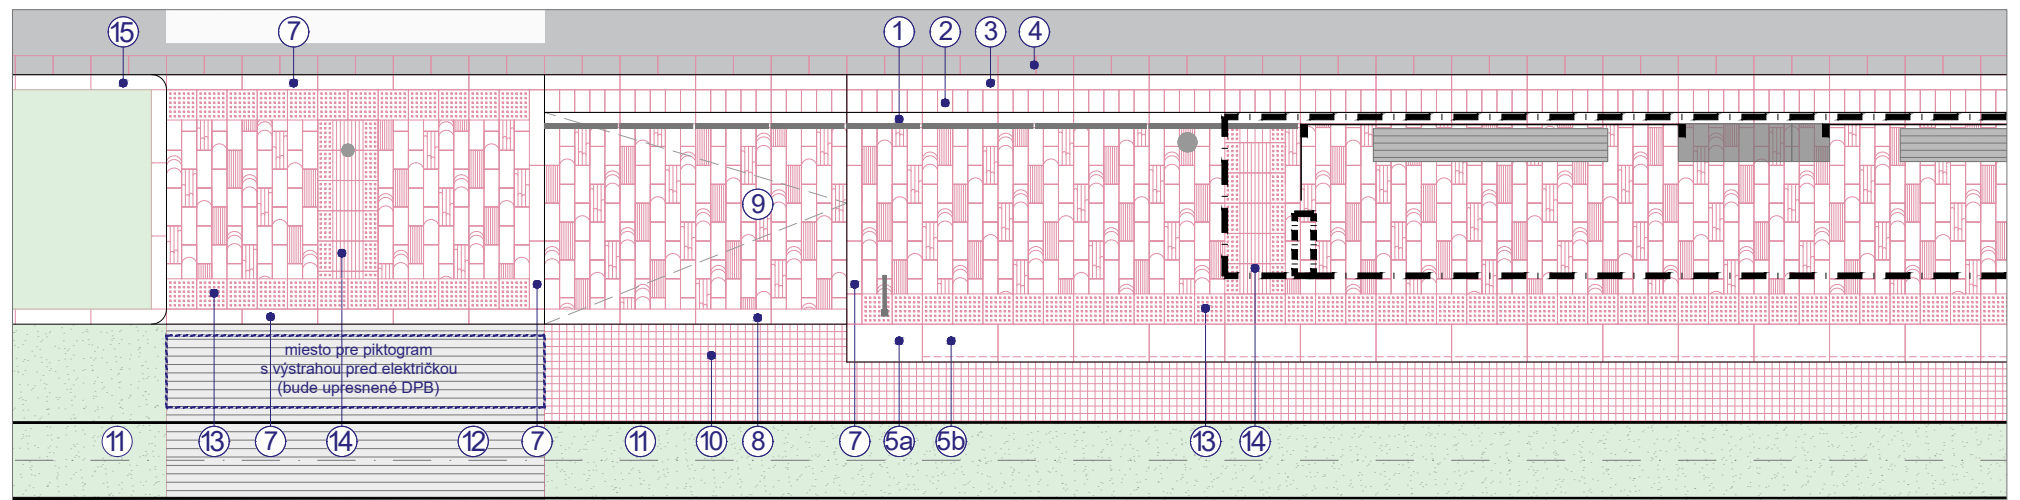 15 7 1 2 3 4
9
miesto pre piktogram
s výstrahou pred električkou
(bude upresnené DPB)
11 13 7 14 12 7 11 10 8 7 5a 5b 13 14